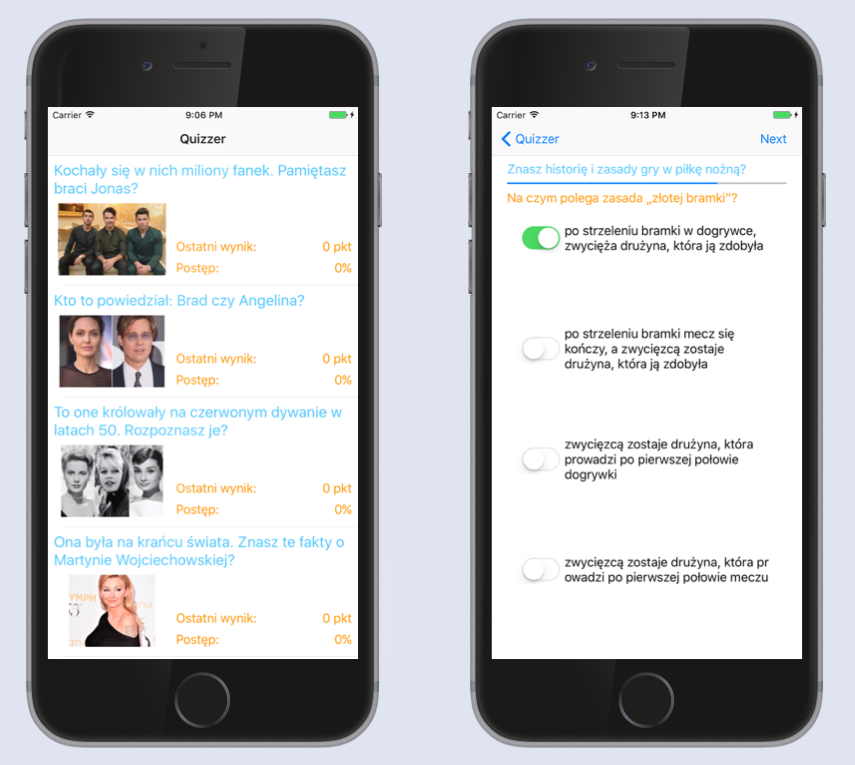 Carrier
9:06 PM
Quizzer
Kochały się w nich miliony fanek. Pamiętasz
braci Jonas?
Ostatni wynik: 0 pkt
Postęp: 0%
Kto to powiedział: Brad czy Angelina?
Ostatni wynik: 0 pkt
Postęp: 0%
To one królowały na czerwonym dywanie w
latach 50. Rozpoznasz je?
Ostatni wynik: 0 pkt
Postęp: 0%
Ona była na krańcu świata. Znasz te fakty o
Martynie Wojciechowskiej?
YMPH
Ostatni wynik: 0 pkt
Postęp: 0%
Carrier
9:13 PM
Quizzer
Next
Znasz historię i zasady gry w piłkę nożną?
Na czym polega zasada „złotej bramki”?
po strzeleniu bramki w dogrywce,
zwycięża drużyna, która ją zdobyła
po strzeleniu bramki mecz się
kończy, a zwycięzcą zostaje
drużyna, która ją zdobyła
zwycięzcą zostaje drużyna, która
prowadzi po pierwszej połowie
dogrywki
zwycięzcą zostaje drużyna, która pr
owadzi po pierwszej połowie meczu